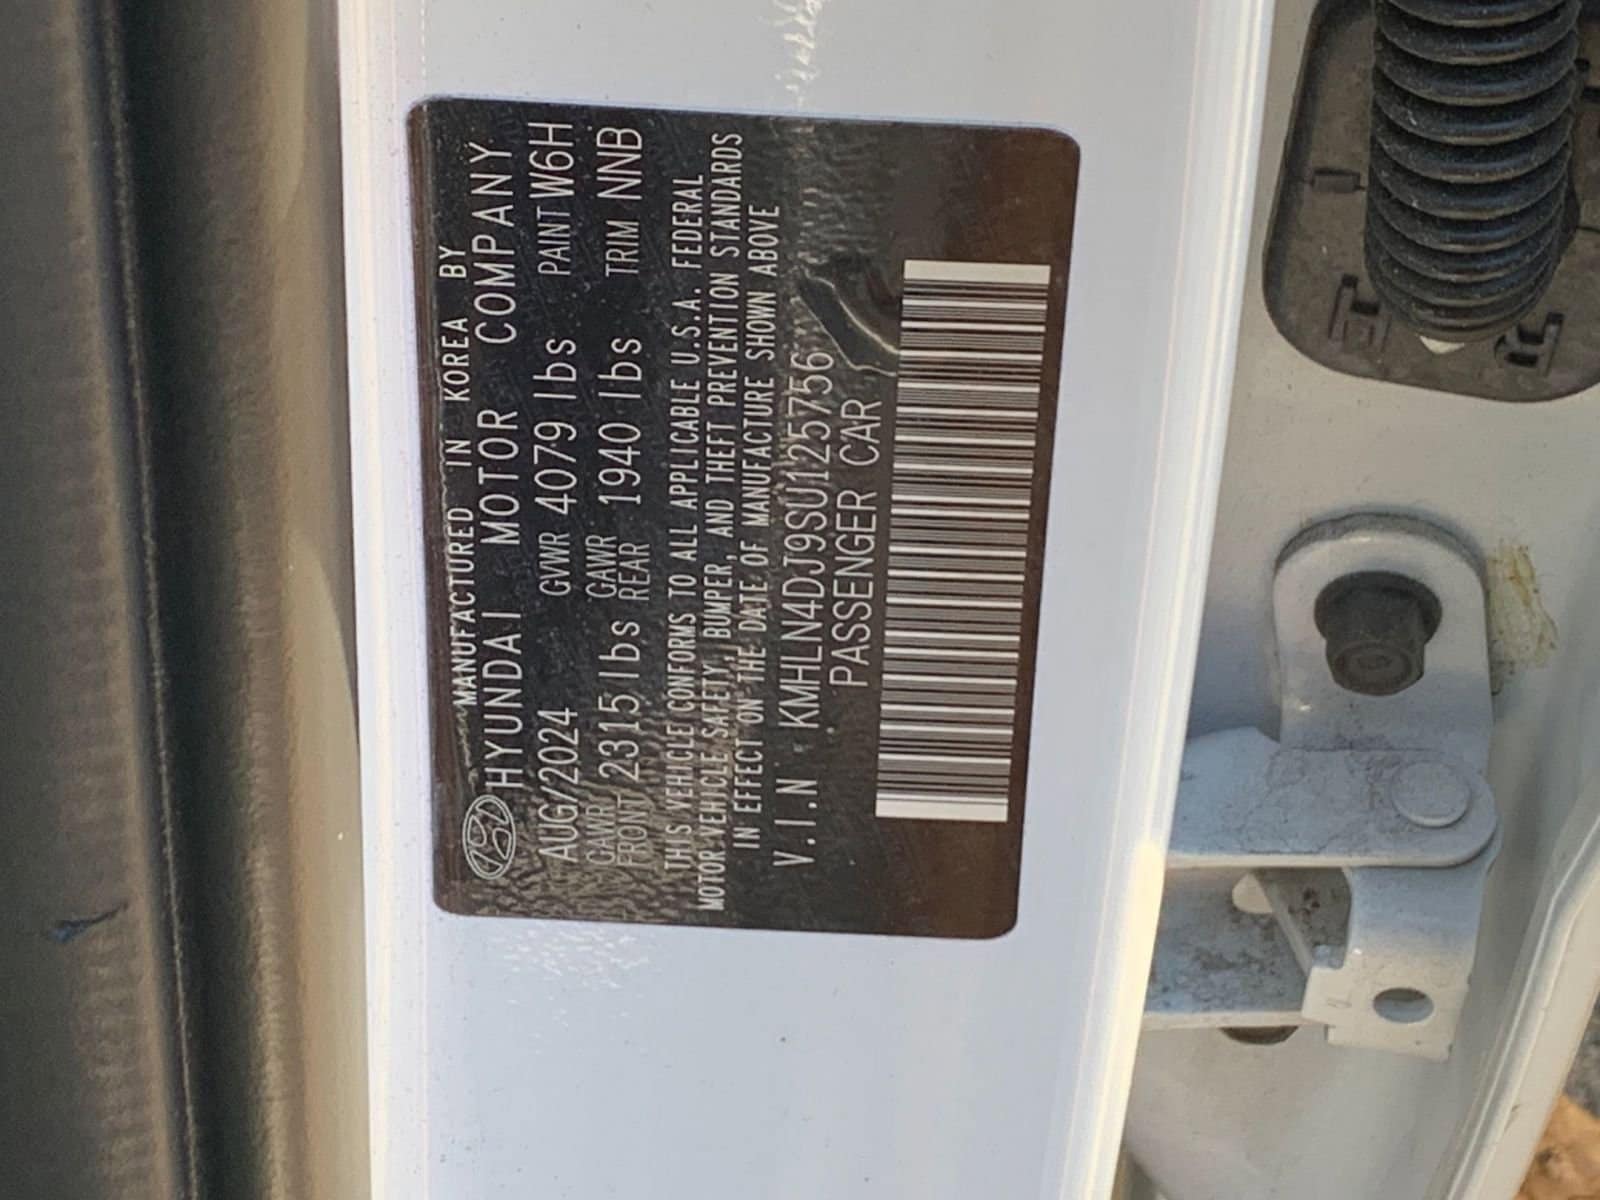 MANUFACTURED IN KOREA BY
HYUNDAI MOTOR COMPANY
AUG/2024 GVWR 4079 lbs PAINT W6H
GAWR FRONT 2315 lbs GAWR REAR 1940 lbs TRIM NNB
THIS VEHICLE CONFORMS TO ALL APPLICABLE U.S.A. FEDERAL
MOTOR VEHICLE SAFETY, BUMPER, AND THEFT PREVENTION STANDARDS
IN EFFECT ON THE DATE OF MANUFACTURE SHOWN ABOVE
V.I.N KMHLN4DJ9SU125756
PASSENGER CAR
H
R